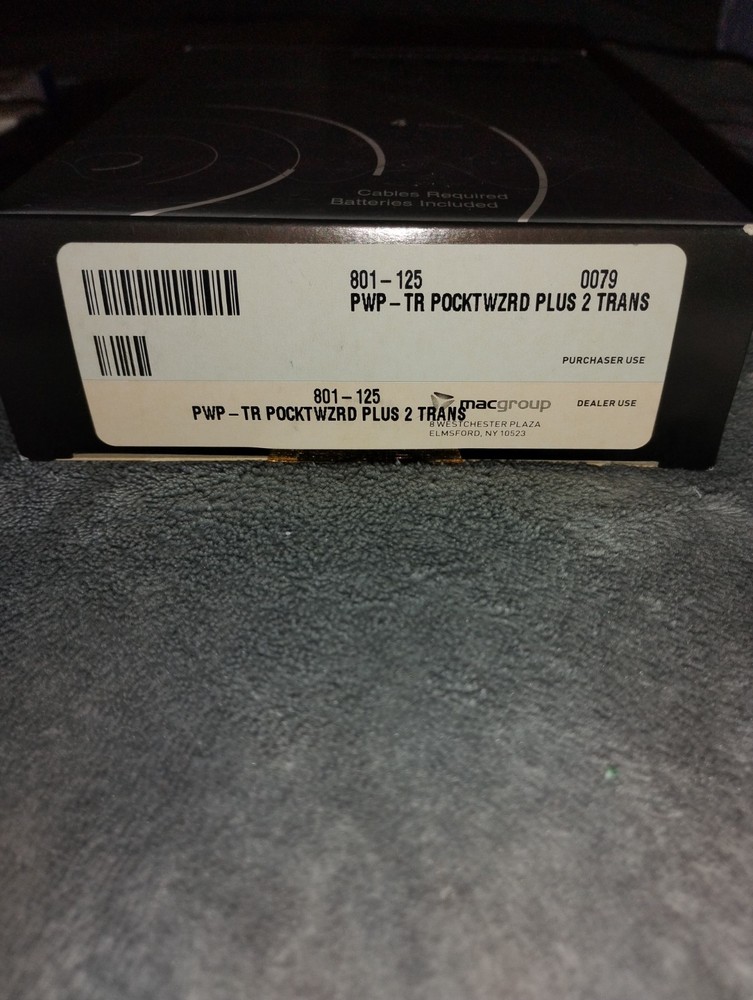 Cables Required
Batteries Included
801-125 0079
PWP-TR POCKTWZRD PLUS 2 TRANS
PURCHASER USE
801-125
PWP-TR POCKTWZRD PLUS 2 TRANS
macgroup
DEALER USE
8 WESTCHESTER PLAZA
ELMSFORD, NY 10523